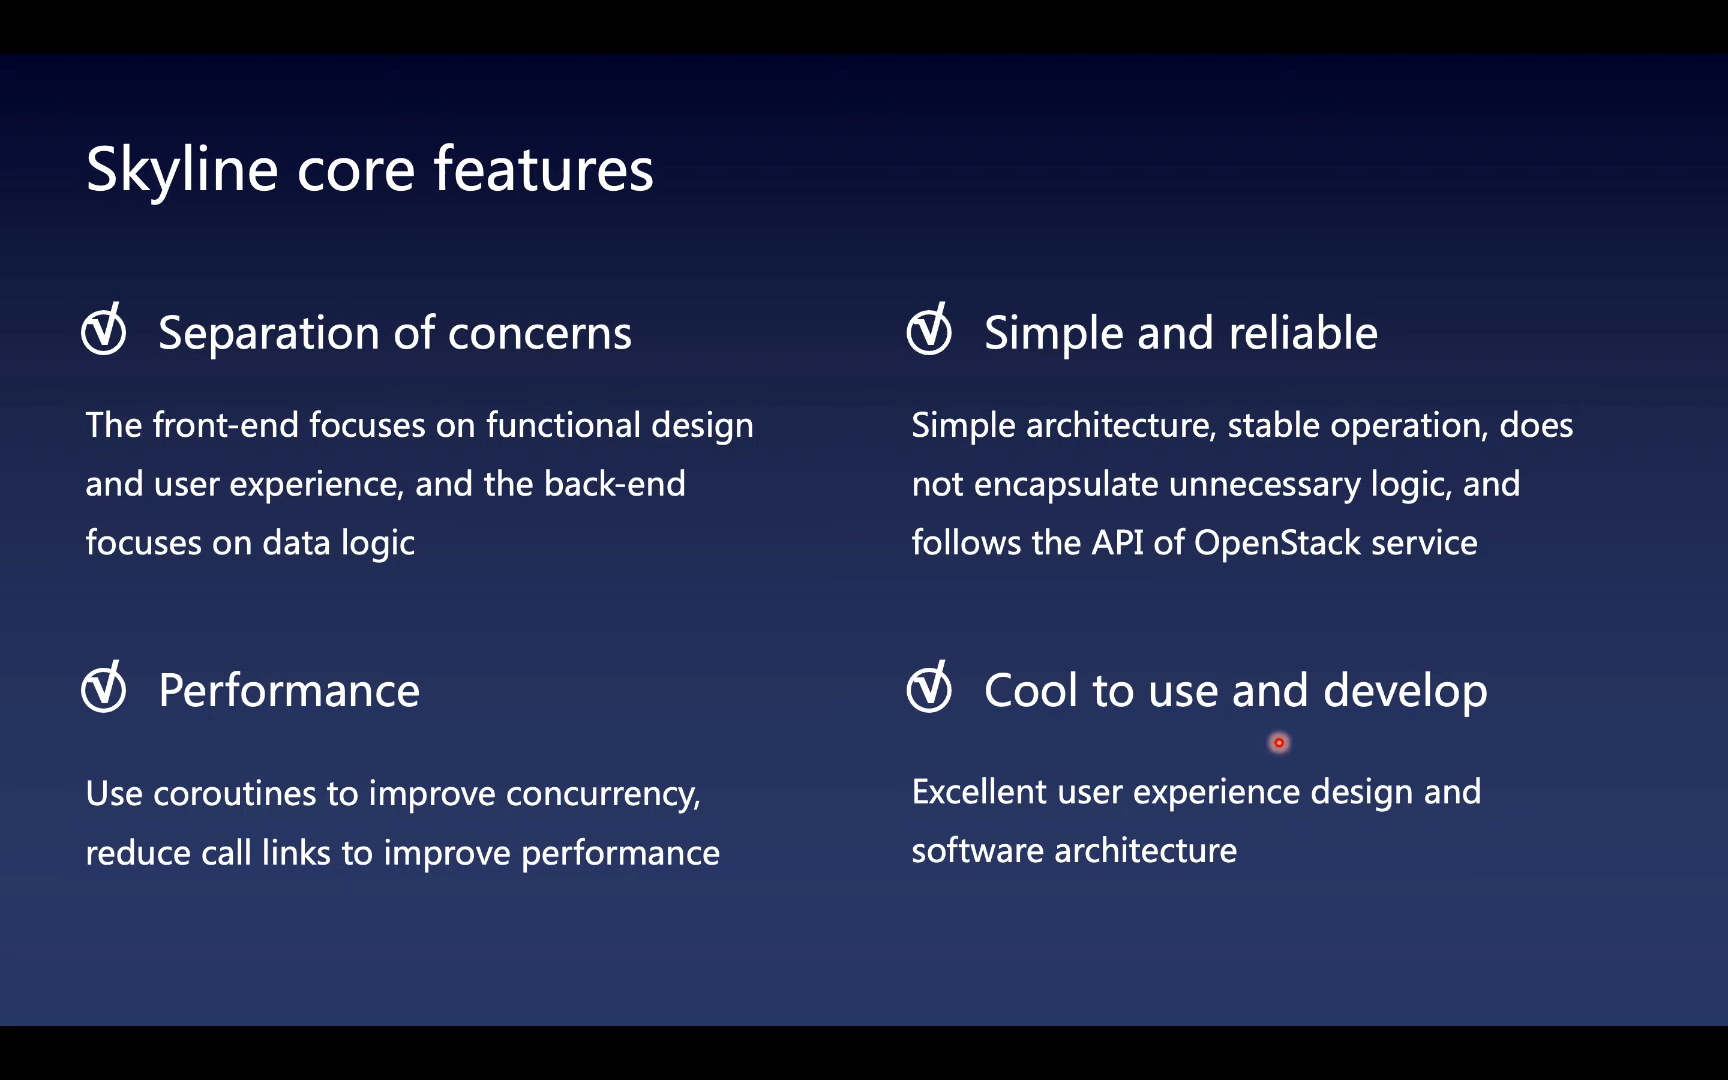 Skyline core features
Separation of concerns
The front-end focuses on functional design
and user experience, and the back-end
focuses on data logic
Simple and reliable
Simple architecture, stable operation, does
not encapsulate unnecessary logic, and
follows the API of OpenStack service
Performance
Use coroutines to improve concurrency,
reduce call links to improve performance
Cool to use and develop
Excellent user experience design and
software architecture